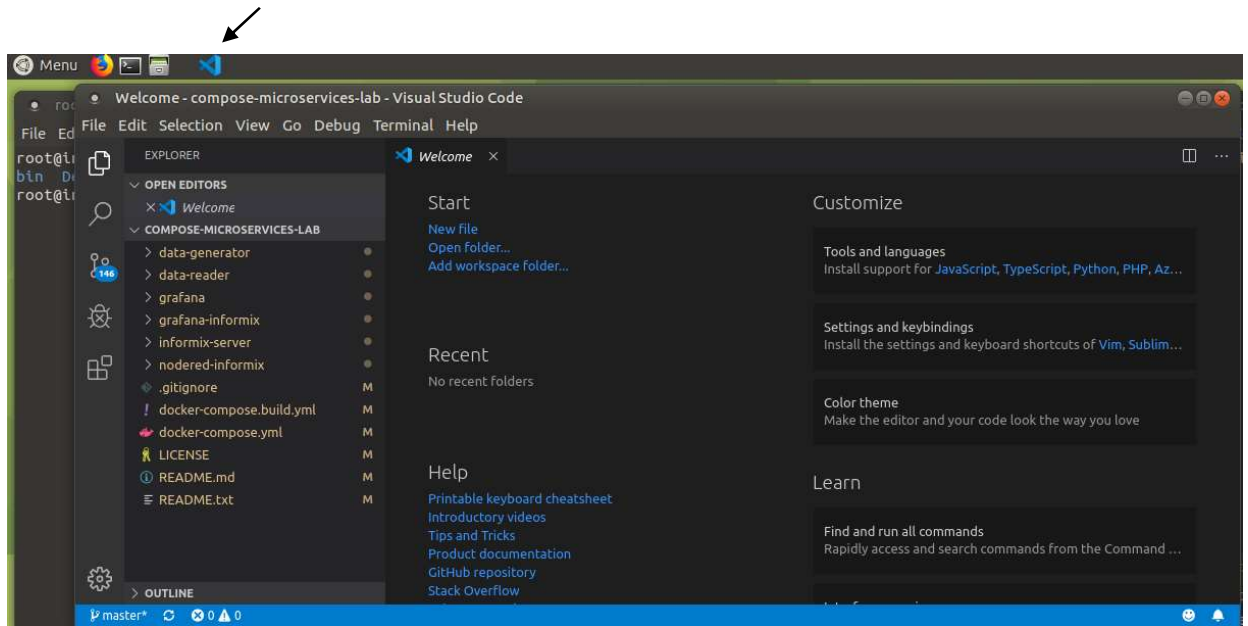 Menu
Welcome - compose-microservices-lab - Visual Studio Code
File Edit Selection View Go Debug Terminal Help
File Ed
root@i
bin
root@i
EXPLORER
OPEN EDITORS
Welcome
COMPOSE-MICROSERVICES-LAB
data-generator
data-reader
grafana
grafana-informix
informix-server
nodered-informix
.gitignore M
! docker-compose.build.yml M
docker-compose.yml M
LICENSE M
README.md M
README.txt M
OUTLINE
146
Welcome
Start
New file
Open folder...
Add workspace folder...
Recent
No recent folders
Help
Printable keyboard cheatsheet
Introductory videos
Tips and Tricks
Product documentation
GitHub repository
Stack Overflow
Customize
Tools and languages
Install support for JavaScript, TypeScript, Python, PHP, Az...
Settings and keybindings
Install the settings and keyboard shortcuts of Vim, Sublim...
Color theme
Make the editor and your code look the way you love
Learn
Find and run all commands
Rapidly access and search commands from the Command ...
master* 0 0